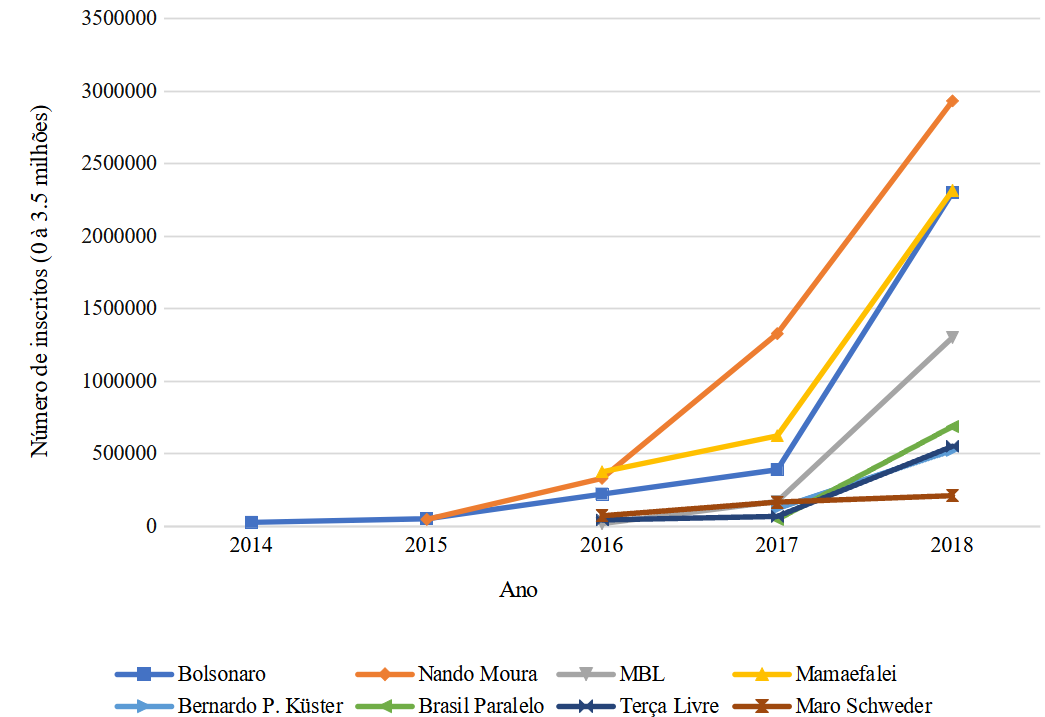 3500000
3000000
2500000
2000000
1500000
1000000
500000
0
Número de inscritos (0 à 3.5 milhões)
2014 2015 2016 2017 2018
Ano
Bolsonaro Nando Moura MBL Mamaefalei
Bernardo P. Küster Brasil Paralelo Terça Livre Maro Schweder